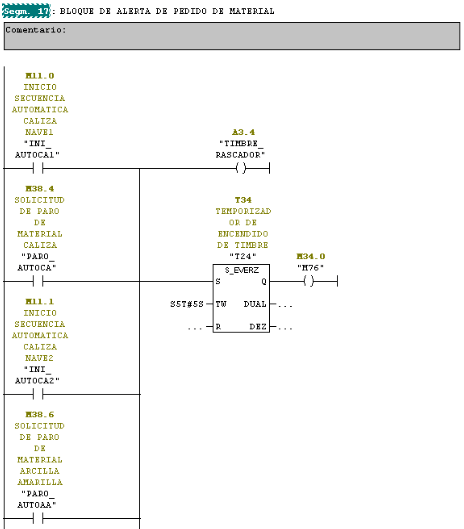 Segm. 17: BLOQUE DE ALERTA DE PEDIDO DE MATERIAL
Comentario:
M11.0
INICIO
SECUENCIA
AUTOMATICA
CALIZA
NAVE1
"INI_
AUTOCA1"
A3.4
"TIMBRE_
RASCADOR"
M38.4
SOLICITUD
DE PARO
DE
MATERIAL
CALIZA
"PARO_
AUTOCA"
T34
TEMPORIZAD
OR DE
ENCENDIDO
DE TIMBRE
"T24"
M34.0
"M76"
S_EVERZ
S Q
S5T#5S TW DUAL ...
... R DEZ ...
M11.1
INICIO
SECUENCIA
AUTOMATICA
CALIZA
NAVE2
"INI_
AUTOCA2"
M38.6
SOLICITUD
DE PARO
DE
MATERIAL
ARCILLA
AMARILLA
"PARO_
AUTOAA"